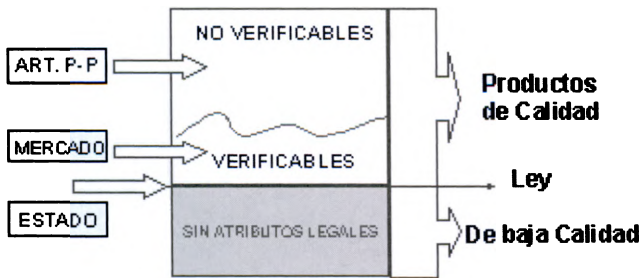 NO VERIFICABLES
ART. P-P
Productos
de Calidad
MERCADO
VERIFICABLES
Ley
ESTADO
SIN ATRIBUTOS LEGALES
De baja Calidad